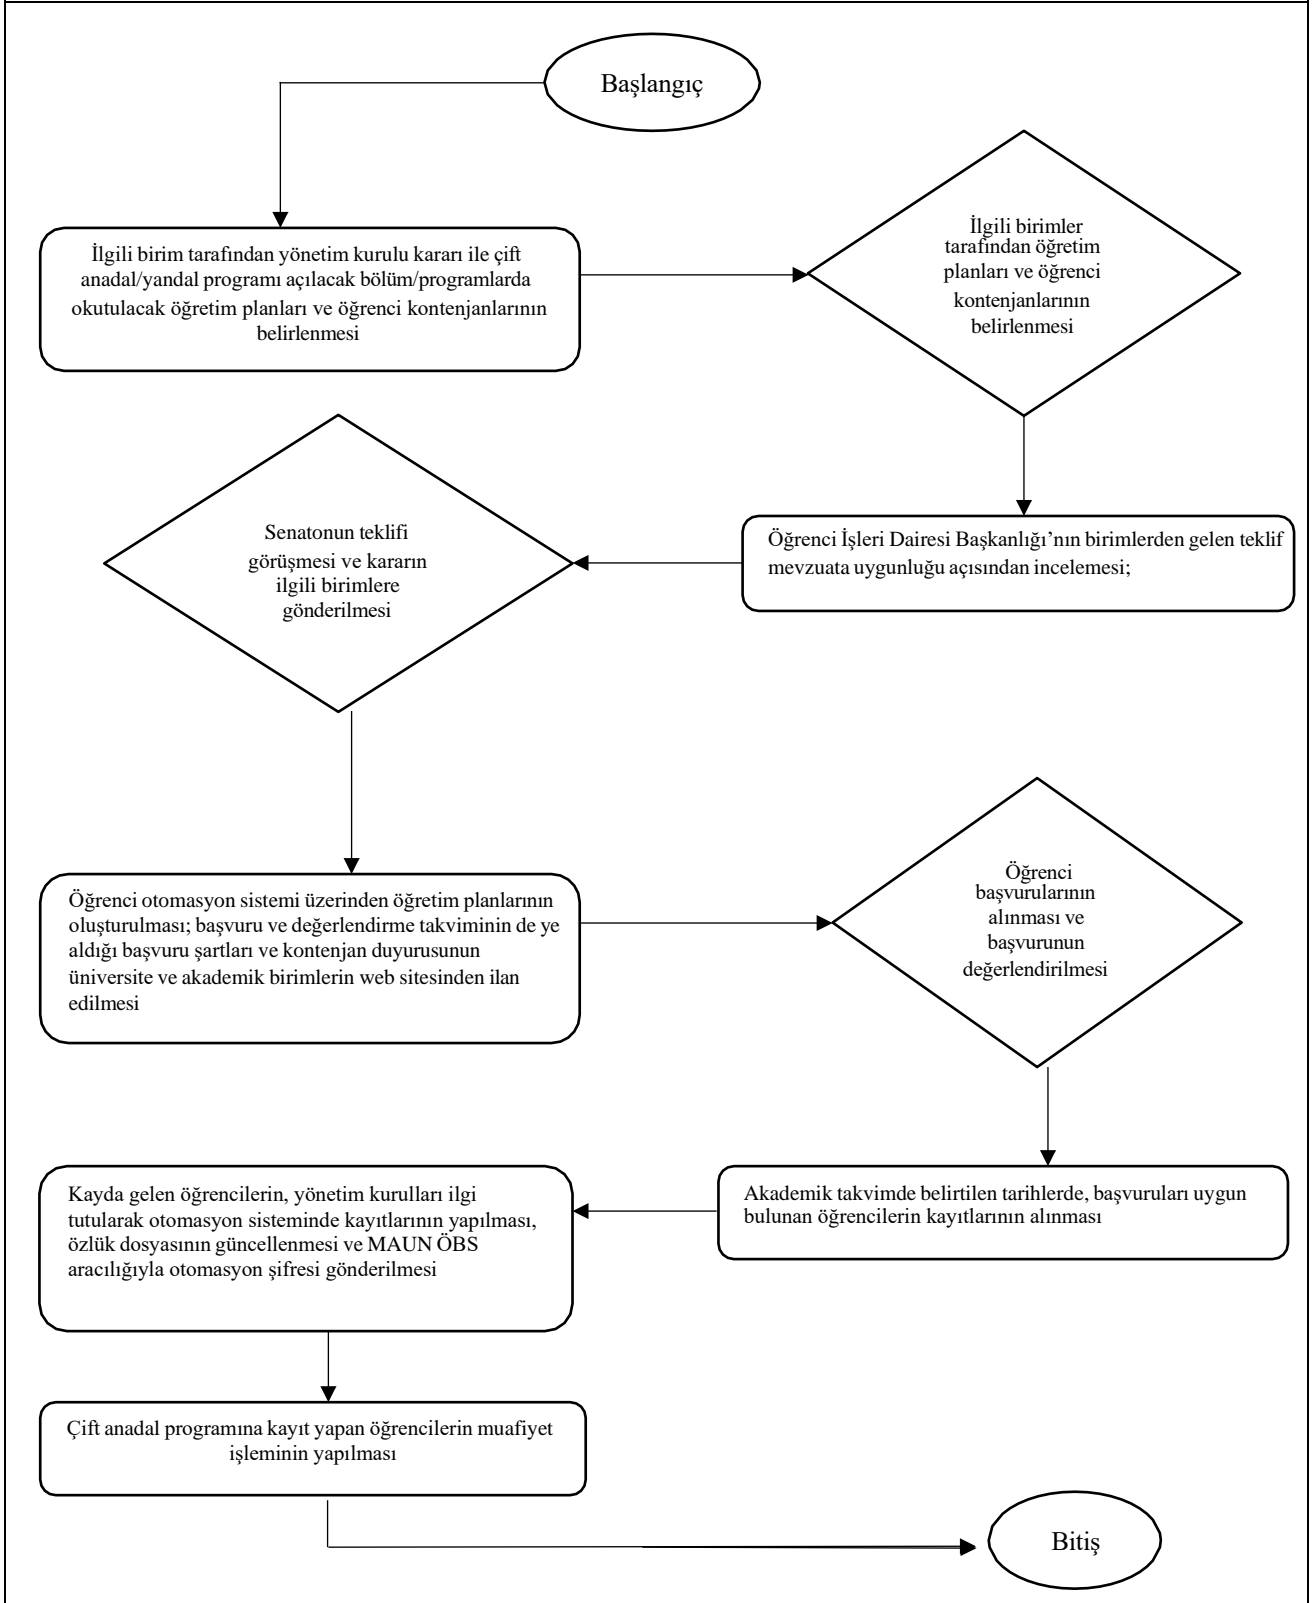 Başlangıç
İlgili birim tarafından yönetim kurulu kararı ile çift
anadal/yandal programı açılacak bölüm/programlarda
okutulacak öğretim planları ve öğrenci kontenjanlarının
belirlenmesi
İlgili birimler
tarafından öğretim
planları ve öğrenci
kontenjanlarının
belirlenmesi
Senatonun teklifi
görüşmesi ve kararın
ilgili birimlere
gönderilmesi
Öğrenci İşleri Dairesi Başkanlığı’nın birimlerden gelen teklif
mevzuata uygunluğu açısından incelemesi;
Öğrenci otomasyon sistemi üzerinden öğretim planlarının
oluşturulması; başvuru ve değerlendirme takviminin de ye
aldığı başvuru şartları ve kontenjan duyurusunun
üniversite ve akademik birimlerin web sitesinden ilan
edilmesi
Öğrenci
başvurularının
alınması ve
başvurunun
değerlendirilmesi
Kayda gelen öğrencilerin, yönetim kurulları ilgi
tutularak otomasyon sisteminde kayıtlarının yapılması,
özlük dosyasının güncellenmesi ve MAUN ÖBS
aracılığıyla otomasyon şifresi gönderilmesi
Akademik takvimde belirtilen tarihlerde, başvuruları uygun
bulunan öğrencilerin kayıtlarının alınması
Çift anadal programına kayıt yapan öğrencilerin muafiyet
işleminin yapılması
Bitiş